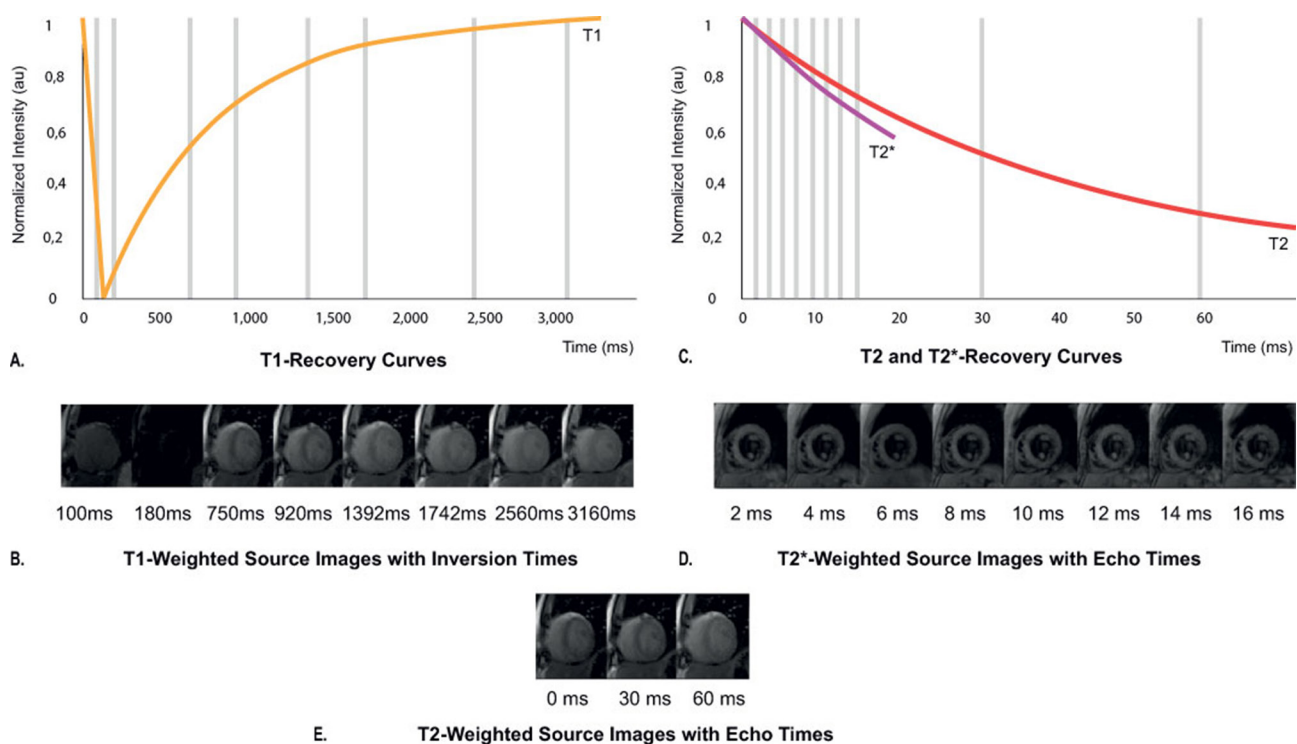 1
0,8
0,6
0,4
0,2
0
Normalized Intensity (au)
T1
0 500 1,000 1,500 2,000 2,500 3,000
Time (ms)
A. T1-Recovery Curves
1
0,8
0,6
0,4
0,2
0
Normalized Intensity (au)
T2*
T2
0 10 20 30 40 50 60
Time (ms)
C. T2 and T2*-Recovery Curves
100ms 180ms 750ms 920ms 1392ms 1742ms 2560ms 3160ms
B. T1-Weighted Source Images with Inversion Times
2 ms 4 ms 6 ms 8 ms 10 ms 12 ms 14 ms 16 ms
D. T2*-Weighted Source Images with Echo Times
0 ms 30 ms 60 ms
E. T2-Weighted Source Images with Echo Times